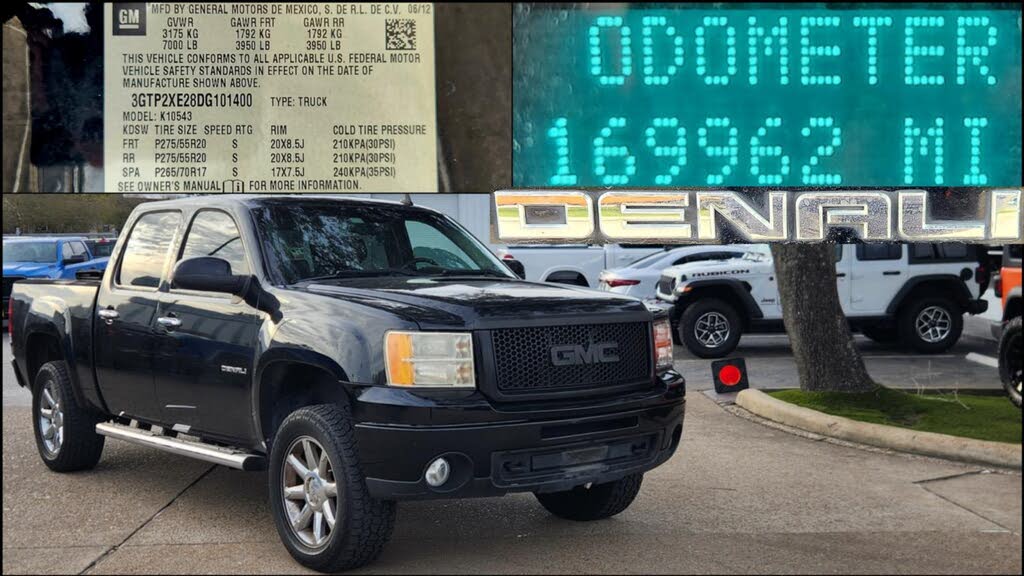 GM
MFD BY GENERAL MOTORS DE MEXICO, S. DE R.L. DE C.V. 06/12
GVWR GAWR FRT GAWR RR
3175 KG 1792 KG 1792 KG
7000 LB 3950 LB 3950 LB
THIS VEHICLE CONFORMS TO ALL APPLICABLE U.S. FEDERAL MOTOR
VEHICLE SAFETY STANDARDS IN EFFECT ON THE DATE OF
MANUFACTURE SHOWN ABOVE.
3GTP2XE28DG101400 TYPE: TRUCK
MODEL: K10543
KDSW TIRE SIZE SPEED RTG RIM COLD TIRE PRESSURE
FRT P275/55R20 S 20X8.5J 210KPA(30PSI)
RR P275/55R20 S 20X8.5J 210KPA(30PSI)
SPA P265/70R17 S 17X7.5J 240KPA(35PSI)
SEE OWNER'S MANUAL i FOR MORE INFORMATION.
ODOMETER
169962 MI
DENALI
RUBICON
Jeep
DENALI
GMC